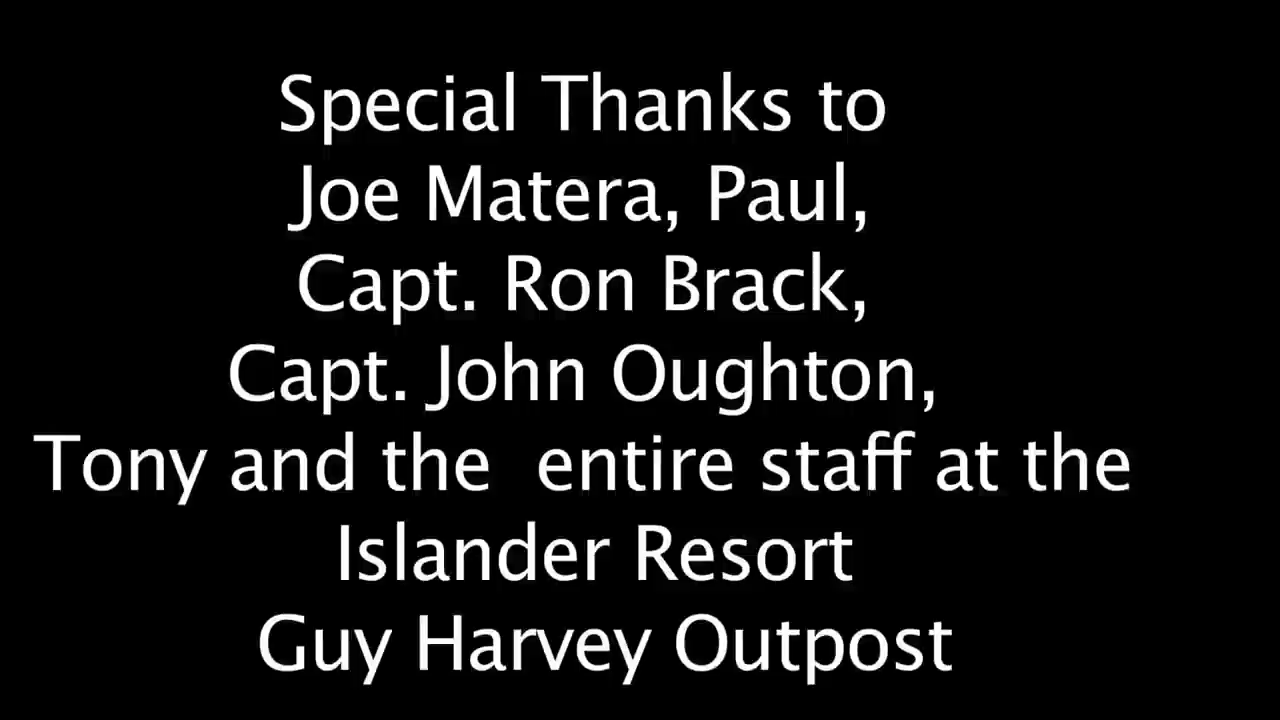 Special Thanks to
Joe Matera, Paul,
Capt. Ron Brack,
Capt. John Oughton,
Tony and the  entire staff at the
Islander Resort
Guy Harvey Outpost